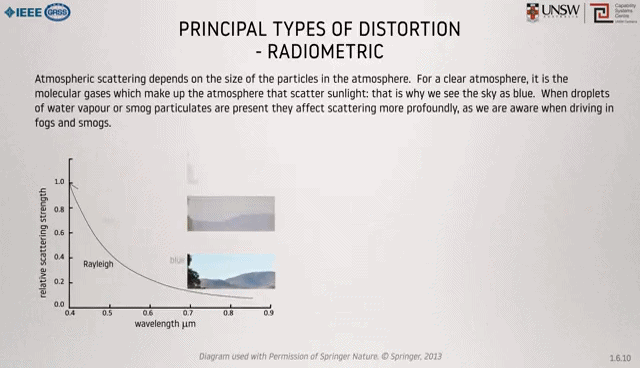 IEEE GRSS
UNSW
AUSTRALIA
Capability
Systems
Centre
PRINCIPAL TYPES OF DISTORTION
- RADIOMETRIC
Atmospheric scattering depends on the size of the particles in the atmosphere. For a clear atmosphere, it is the
molecular gases which make up the atmosphere that scatter sunlight: that is why we see the sky as blue. When droplets
of water vapour or smog particulates are present they affect scattering more profoundly, as we are aware when driving in
fogs and smogs.
relative scattering strength
1.0
0.8
0.6
0.4
0.2
0.0
Rayleigh
blue
0.4 0.5 0.6 0.7 0.8 0.9
wavelength μm
Diagram used with Permission of Springer Nature. © Springer, 2013
1.6.10